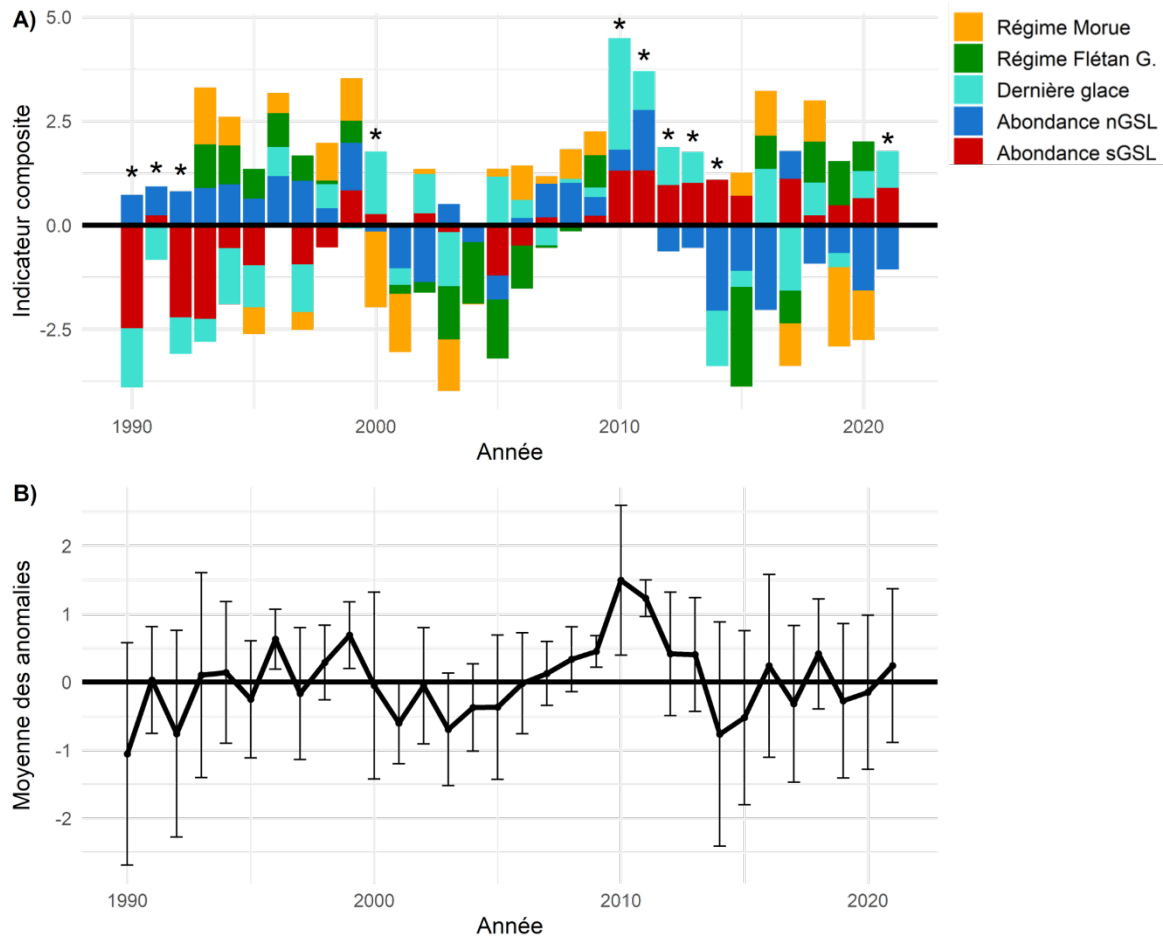 A)
5.0
2.5
0.0
-2.5
Indicateur composite
* * * * * * * * * *
1990
2000
2010
2020
Année
Régime Morue
Régime Flétan G.
Dernière glace
Abondance nGSL
Abondance sGSL
B)
2
1
0
-1
-2
Moyenne des anomalies
1990
2000
2010
2020
Année